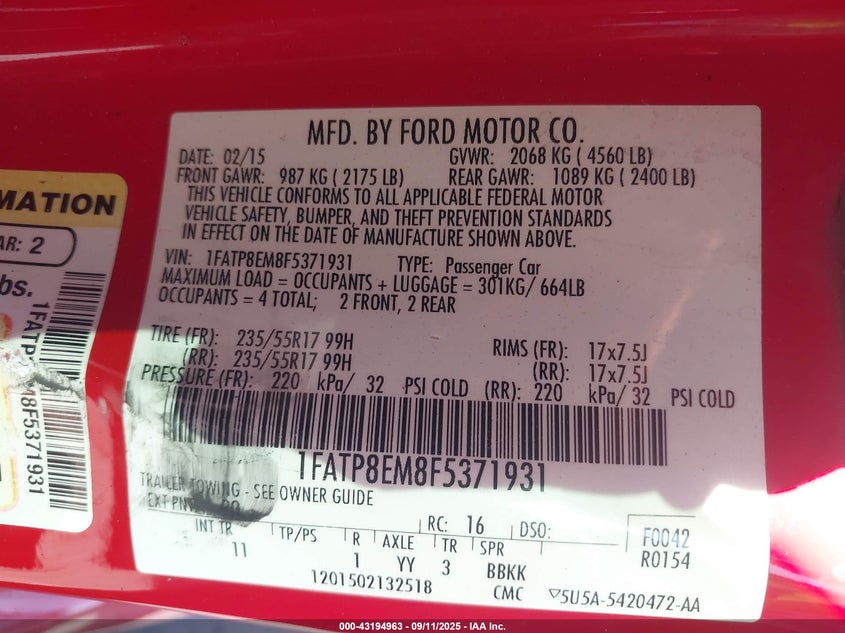 MFD. BY FORD MOTOR CO.
DATE: 02/15 GVWR: 2068 KG ( 4560 LB)
FRONT GAWR: 987 KG ( 2175 LB) REAR GAWR: 1089 KG ( 2400 LB)
THIS VEHICLE CONFORMS TO ALL APPLICABLE FEDERAL MOTOR
VEHICLE SAFETY, BUMPER, AND THEFT PREVENTION STANDARDS
IN EFFECT ON THE DATE OF MANUFACTURE SHOWN ABOVE.
VIN: 1FATP8EM8F5371931 TYPE: Passenger Car
MAXIMUM LOAD = OCCUPANTS + LUGGAGE = 301KG/ 664LB
OCCUPANTS = 4 TOTAL; 2 FRONT, 2 REAR
TIRE (FR): 235/55R17 99H RIMS (FR): 17x7.5J
(RR): 235/55R17 99H (RR): 17x7.5J
PRESSURE (FR): 220 kPa/ 32 PSI COLD (RR): 220 kPa/ 32 PSI COLD
1FATP8EM8F5371931
TRAILER TOWING - SEE OWNER GUIDE
EXT PNT: RC: 16 DSO: F0042
INT TR TP/PS R AXLE TR SPR R0154
11 1 YY 3 BBKK
1201502132518 CMC 5U5A-5420472-AA
MATION
AR: 2
bs.
M8F5371931
000-43194963 - 09/11/2025 - IAA Inc.